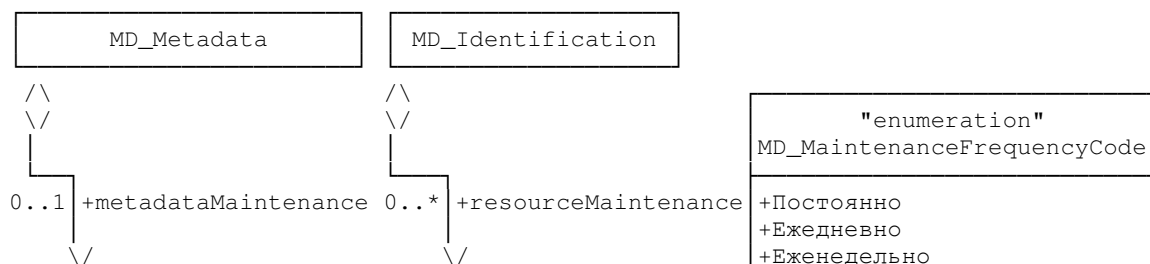 MD_Metadata MD_Identification
"enumeration"
MD_MaintenanceFrequencyCode
0..1 +metadataMaintenance 0..* +resourceMaintenance +Постоянно
+Ежедневно
+Еженедельно